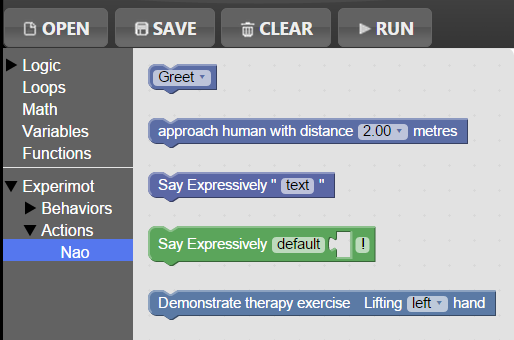 OPEN SAVE CLEAR RUN
Logic
Loops
Math
Variables
Functions
Experimot
Behaviors
Actions
Nao
Greet
approach human with distance 2.00 metres
Say Expressively " text "
Say Expressively default !
Demonstrate therapy exercise Lifting left hand